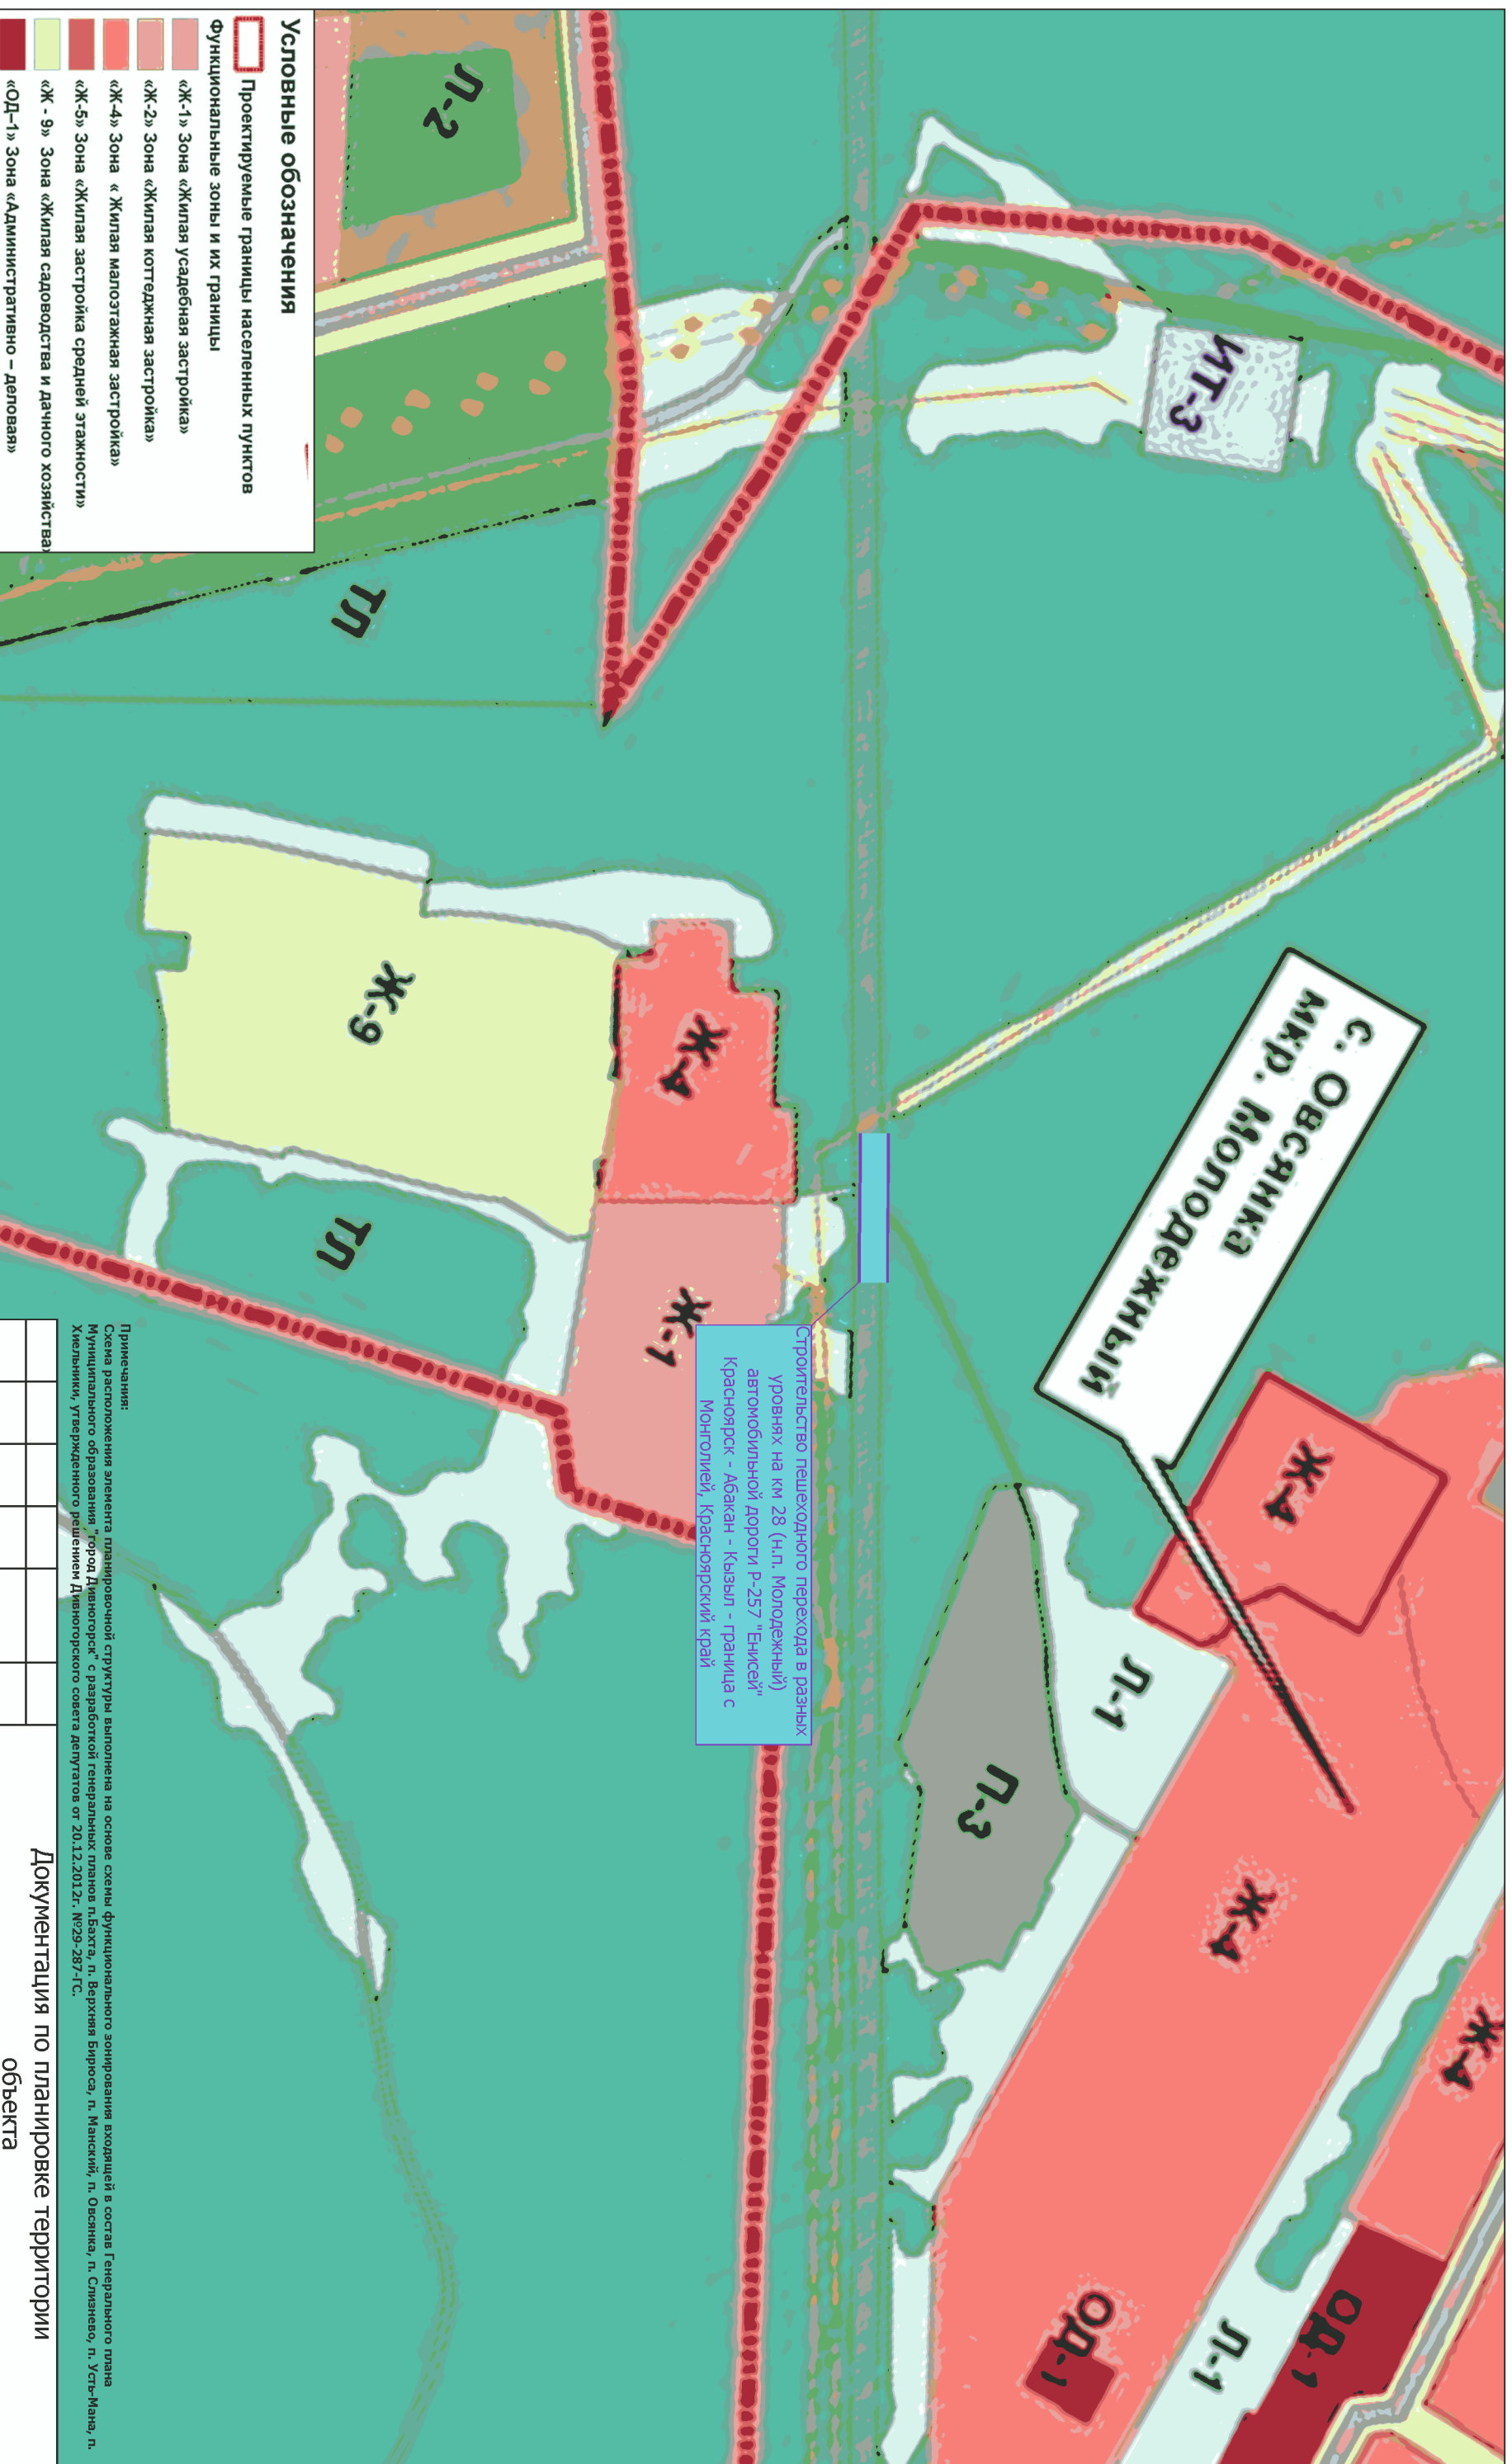 Условные обозначения
Проектируемые границы населенных пунктов
Функциональные зоны и их границы
«Ж-1» Зона «Жилая усадебная застройка»
«Ж-2» Зона «Жилая коттеджная застройка»
«Ж-4» Зона « Жилая малоэтажная застройка»
«Ж-5» Зона «Жилая застройка средней этажности»
«Ж - 9» Зона «Жилая садоводства и дачного хозяйства»
«ОД–1» Зона «Административно – деловая»
Л-2
ИТ-3
ТЛ
Ж-9
Ж-4
ТЛ
Ж-1
с. Овсянка
мкр. Молодежный
Строительство пешеходного перехода в разных
уровнях на км 28 (н.п. Молодежный)
автомобильной дороги Р-257 "Енисей"
Красноярск - Абакан - Кызыл - граница с
Монголией, Красноярский край
Ж-4
Л-1
П-3
Ж-4
Ж-4
ОД-1
Л-1
ОД-1
Примечания:
Схема расположения элемента планировочной структуры выполнена на основе схемы функционального зонирования входящей в состав Генерального плана
Муниципального образования "город Дивногорск" с разработкой генеральных планов п.Бахта, п. Верхняя Бирюса, п. Манский, п. Овсянка, п. Слизнево, п. Усть-Мана, п.
Хмельники, утвержденного решением Дивногорского совета депутатов от 20.12.2012г. №29-287-ГС.
Документация по планировке территории
объекта